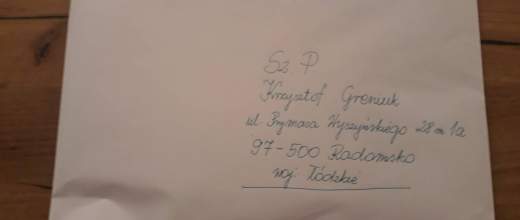 Sz P
Krzysztof Greniuk
ul. Prymasa Wyszyńskiego 28 m 1a
97-500 Radomsko
woj. Łódzkie